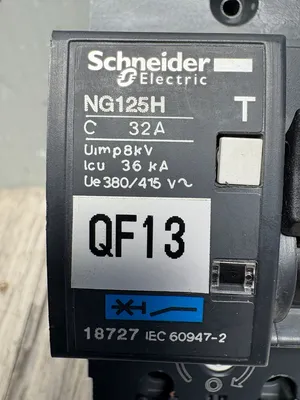 Schneider
Electric
NG125H
T
C 32A
Uimp8kV
Icu 36 kA
Ue380/415 V~
QF13
18727 IEC 60947-2